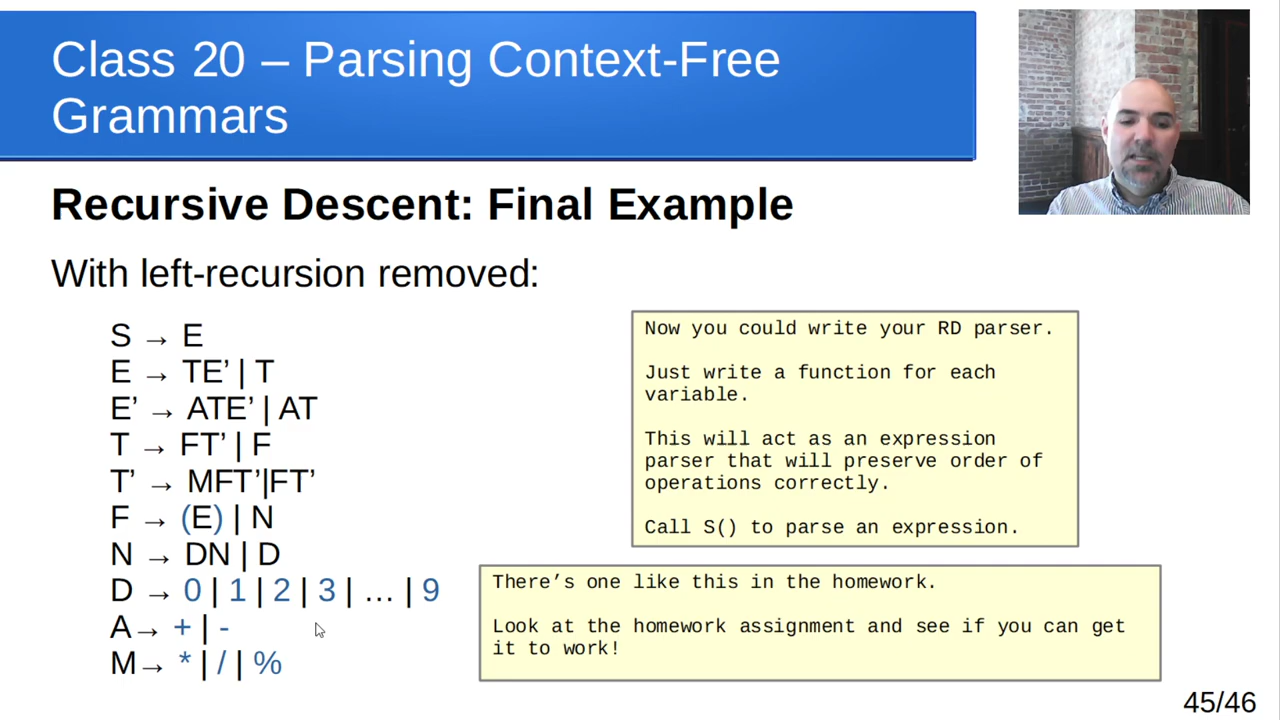 Class 20 – Parsing Context-Free
Grammars
Recursive Descent: Final Example
With left-recursion removed:
S → E
E → TE’ | T
E’ → ATE’ | AT
T → FT’ | F
T’ → MFT’|FT’
F → (E) | N
N → DN | D
D → 0 | 1 | 2 | 3 | … | 9
A→ + | -
M→ * | / | %
Now you could write your RD parser.
Just write a function for each
variable.
This will act as an expression
parser that will preserve order of
operations correctly.
Call S() to parse an expression.
There’s one like this in the homework.
Look at the homework assignment and see if you can get
it to work!
45/46